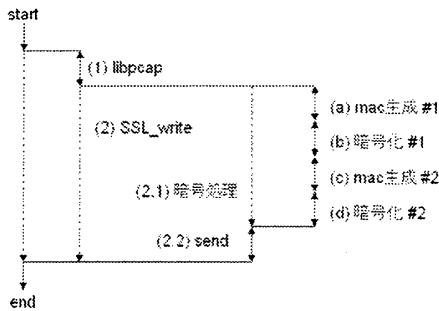 start
(1) libpcap
(a) mac生成 #1
(2) SSL_write
(b) 暗号化 #1
(c) mac生成 #2
(2.1) 暗号処理
(d) 暗号化 #2
(2.2) send
end